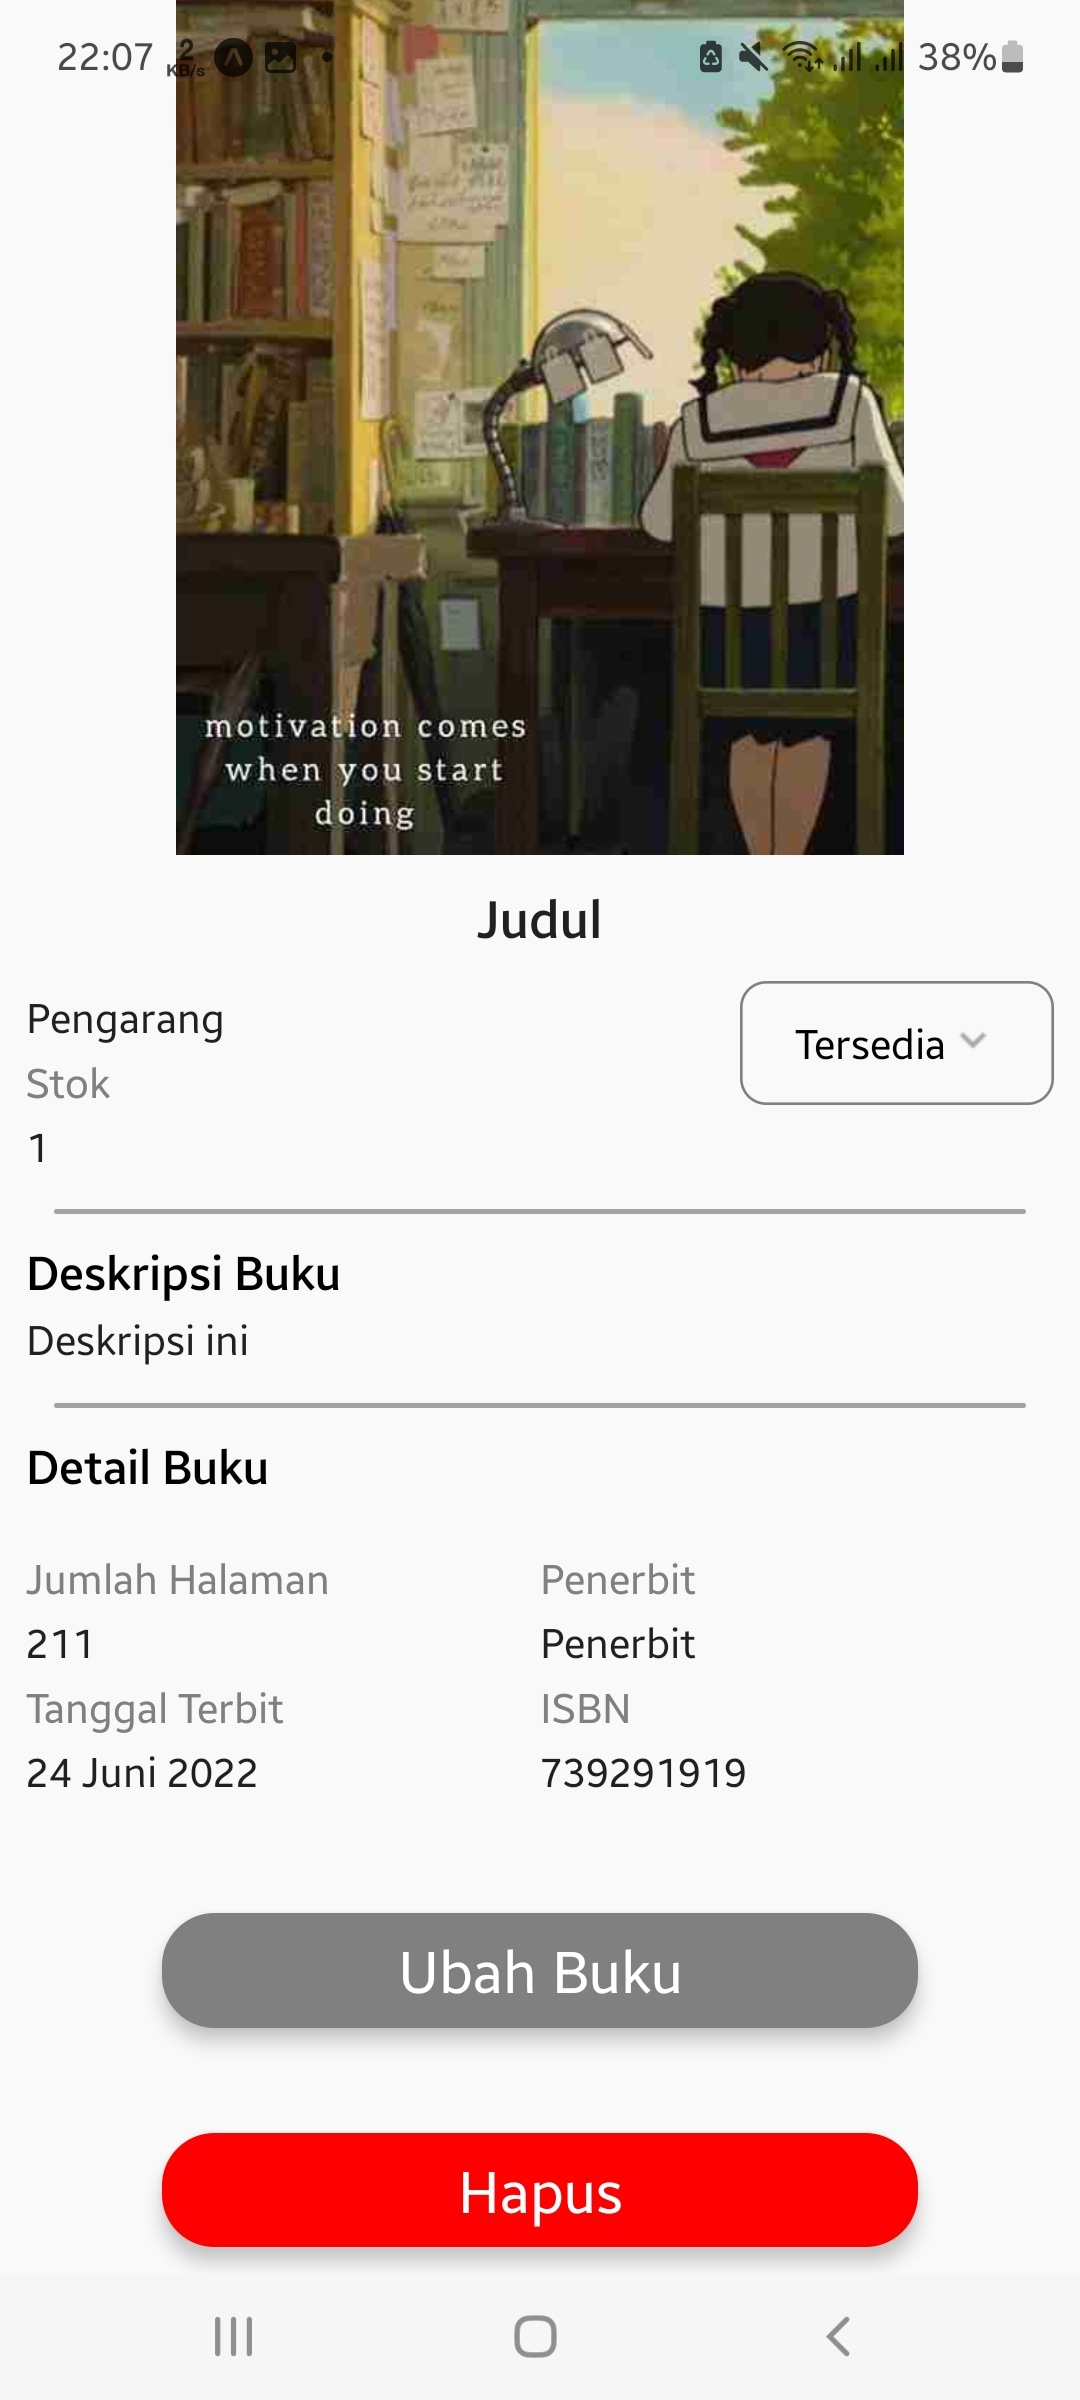 22:07 2 KB/s 38%
motivation comes
when you start
doing
Judul
Pengarang
Tersedia
Stok
1
Deskripsi Buku
Deskripsi ini
Detail Buku
Jumlah Halaman Penerbit
211 Penerbit
Tanggal Terbit ISBN
24 Juni 2022 739291919
Ubah Buku
Hapus